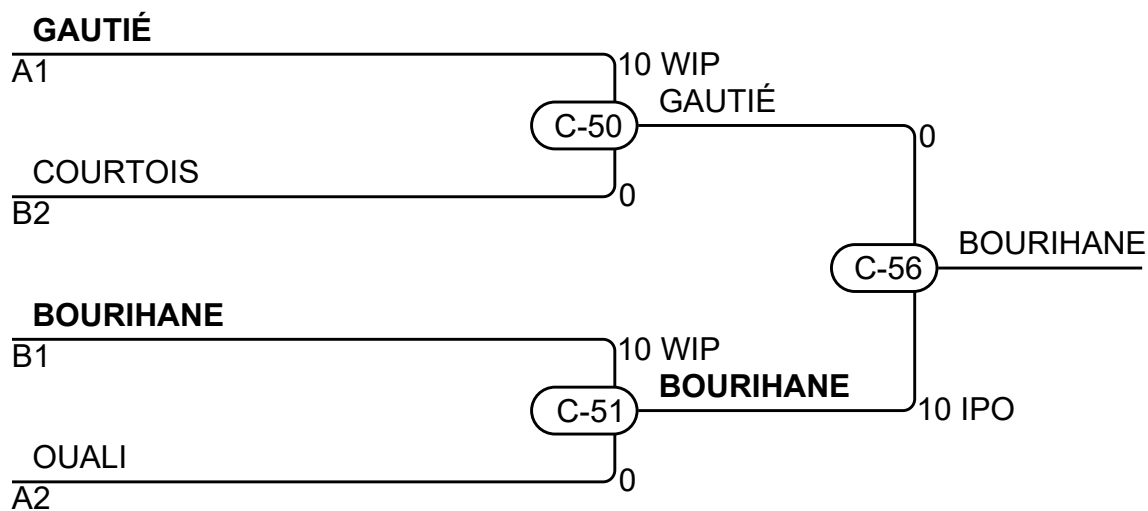 GAUTIÉ
A1
10 WIP
GAUTIÉ
C-50
0
COURTOIS
B2
0
BOURIHANE
C-56
BOURIHANE
B1
10 WIP
BOURIHANE
C-51
10 IPO
OUALI
A2
0